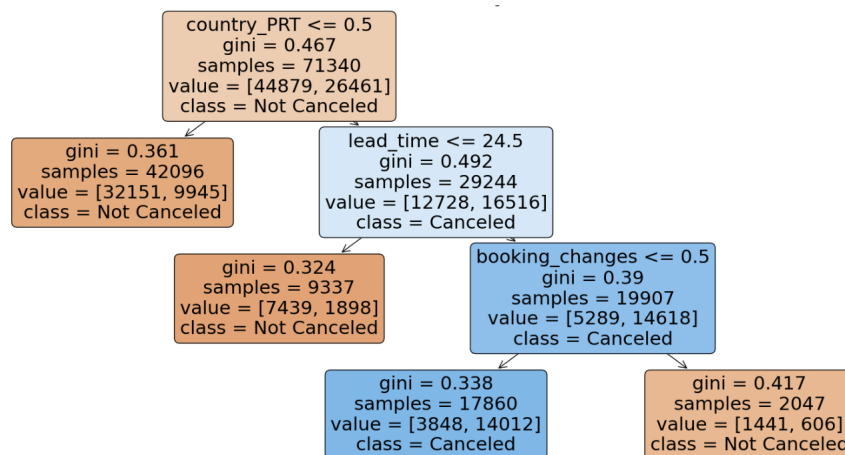 country_PRT <= 0.5
gini = 0.467
samples = 71340
value = [44879, 26461]
class = Not Canceled
gini = 0.361
samples = 42096
value = [32151, 9945]
class = Not Canceled
lead_time <= 24.5
gini = 0.492
samples = 29244
value = [12728, 16516]
class = Canceled
gini = 0.324
samples = 9337
value = [7439, 1898]
class = Not Canceled
booking_changes <= 0.5
gini = 0.39
samples = 19907
value = [5289, 14618]
class = Canceled
gini = 0.338
samples = 17860
value = [3848, 14012]
class = Canceled
gini = 0.417
samples = 2047
value = [1441, 606]
class = Not Canceled